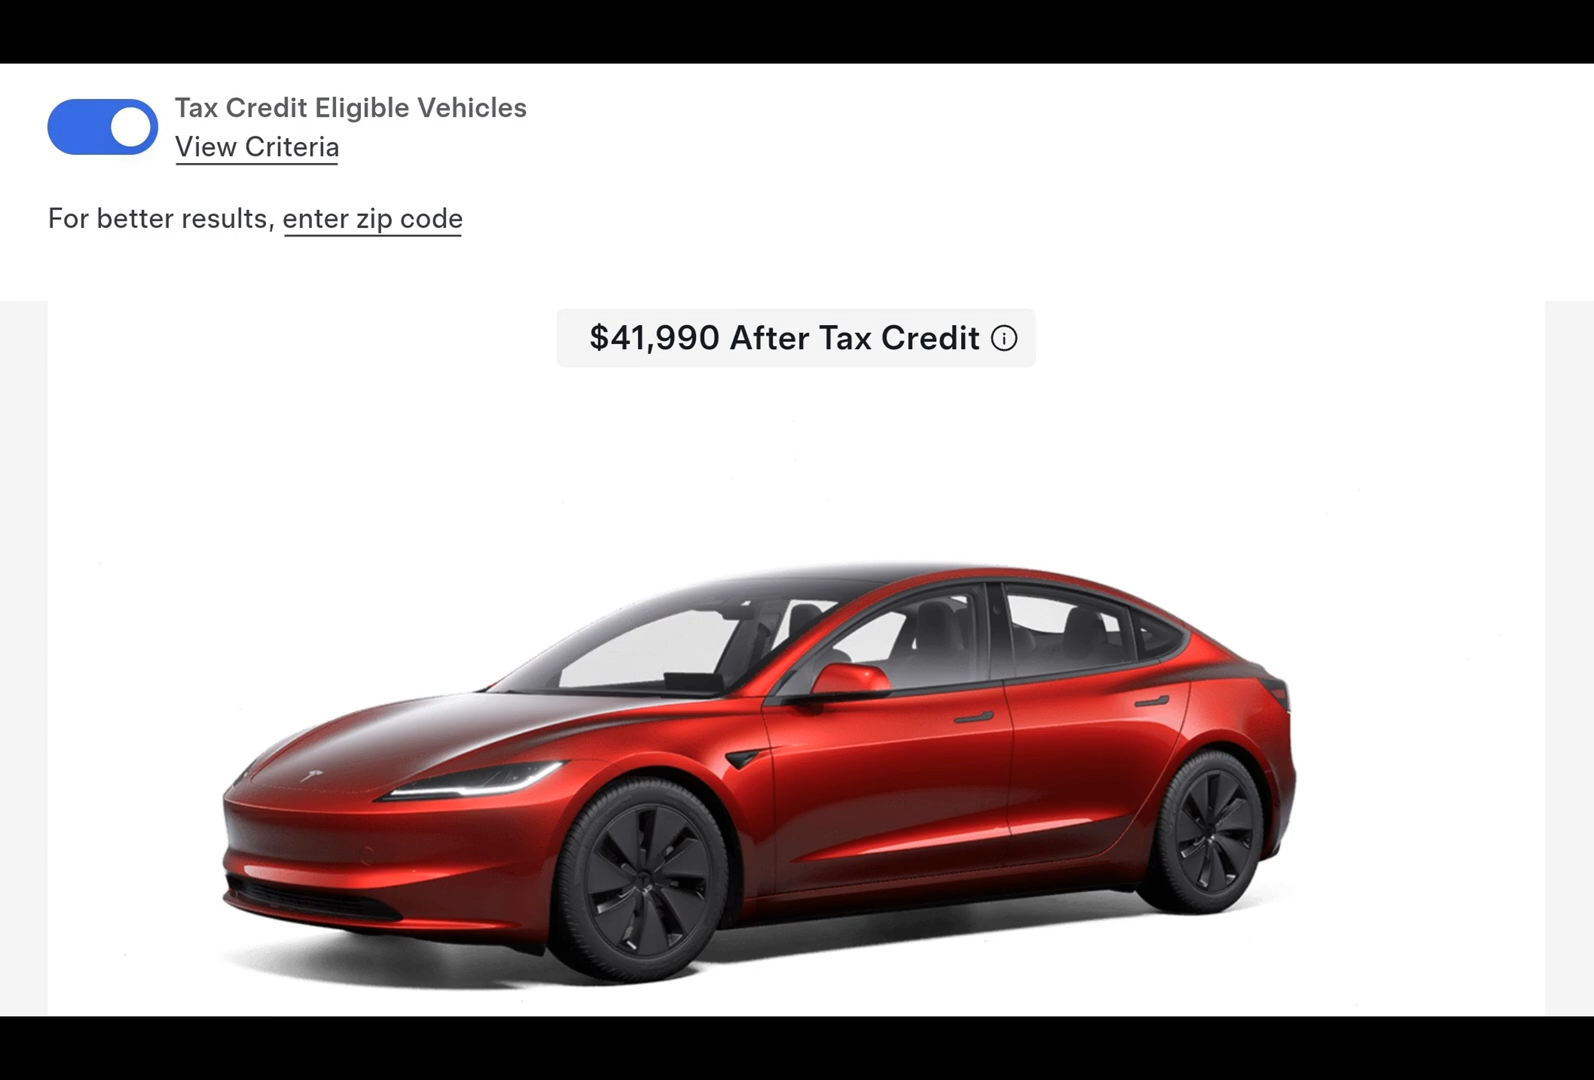 Tax Credit Eligible Vehicles
View Criteria
For better results, enter zip code
$41,990 After Tax Credit